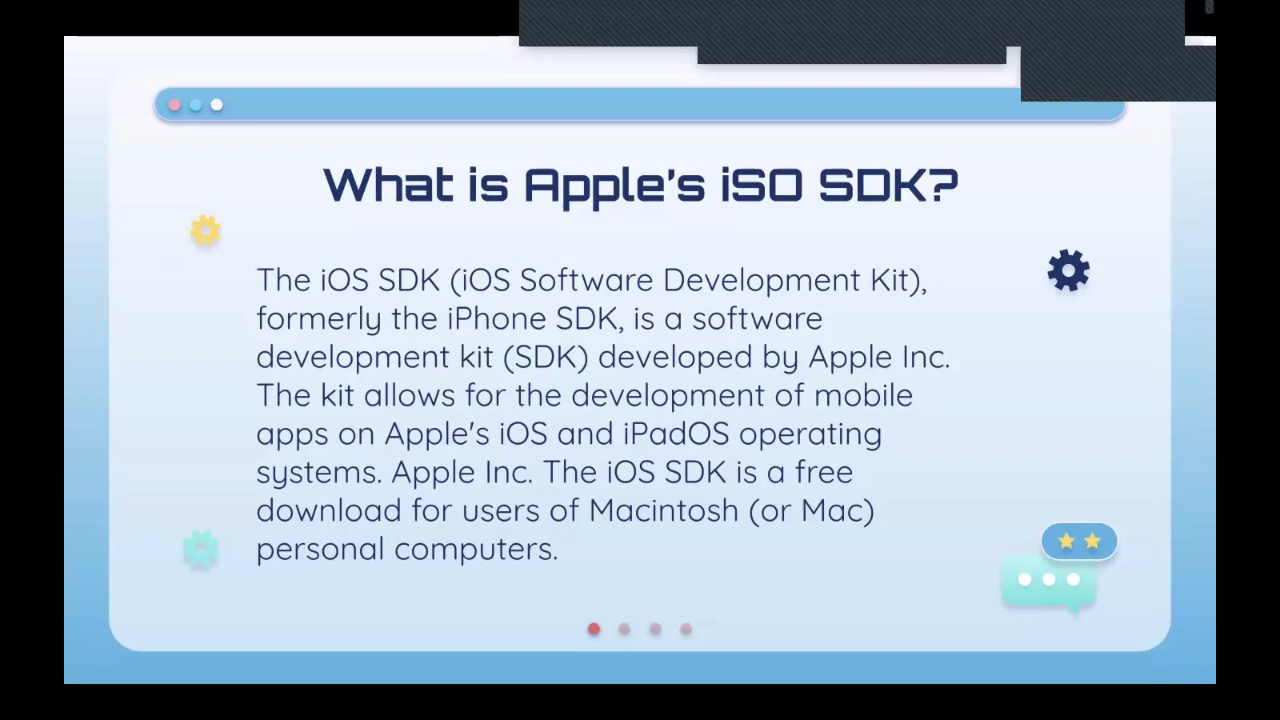 What is Apple's iSO SDK?
The iOS SDK (iOS Software Development Kit),
formerly the iPhone SDK, is a software
development kit (SDK) developed by Apple Inc.
The kit allows for the development of mobile
apps on Apple's iOS and iPadOS operating
systems. Apple Inc. The iOS SDK is a free
download for users of Macintosh (or Mac)
personal computers.